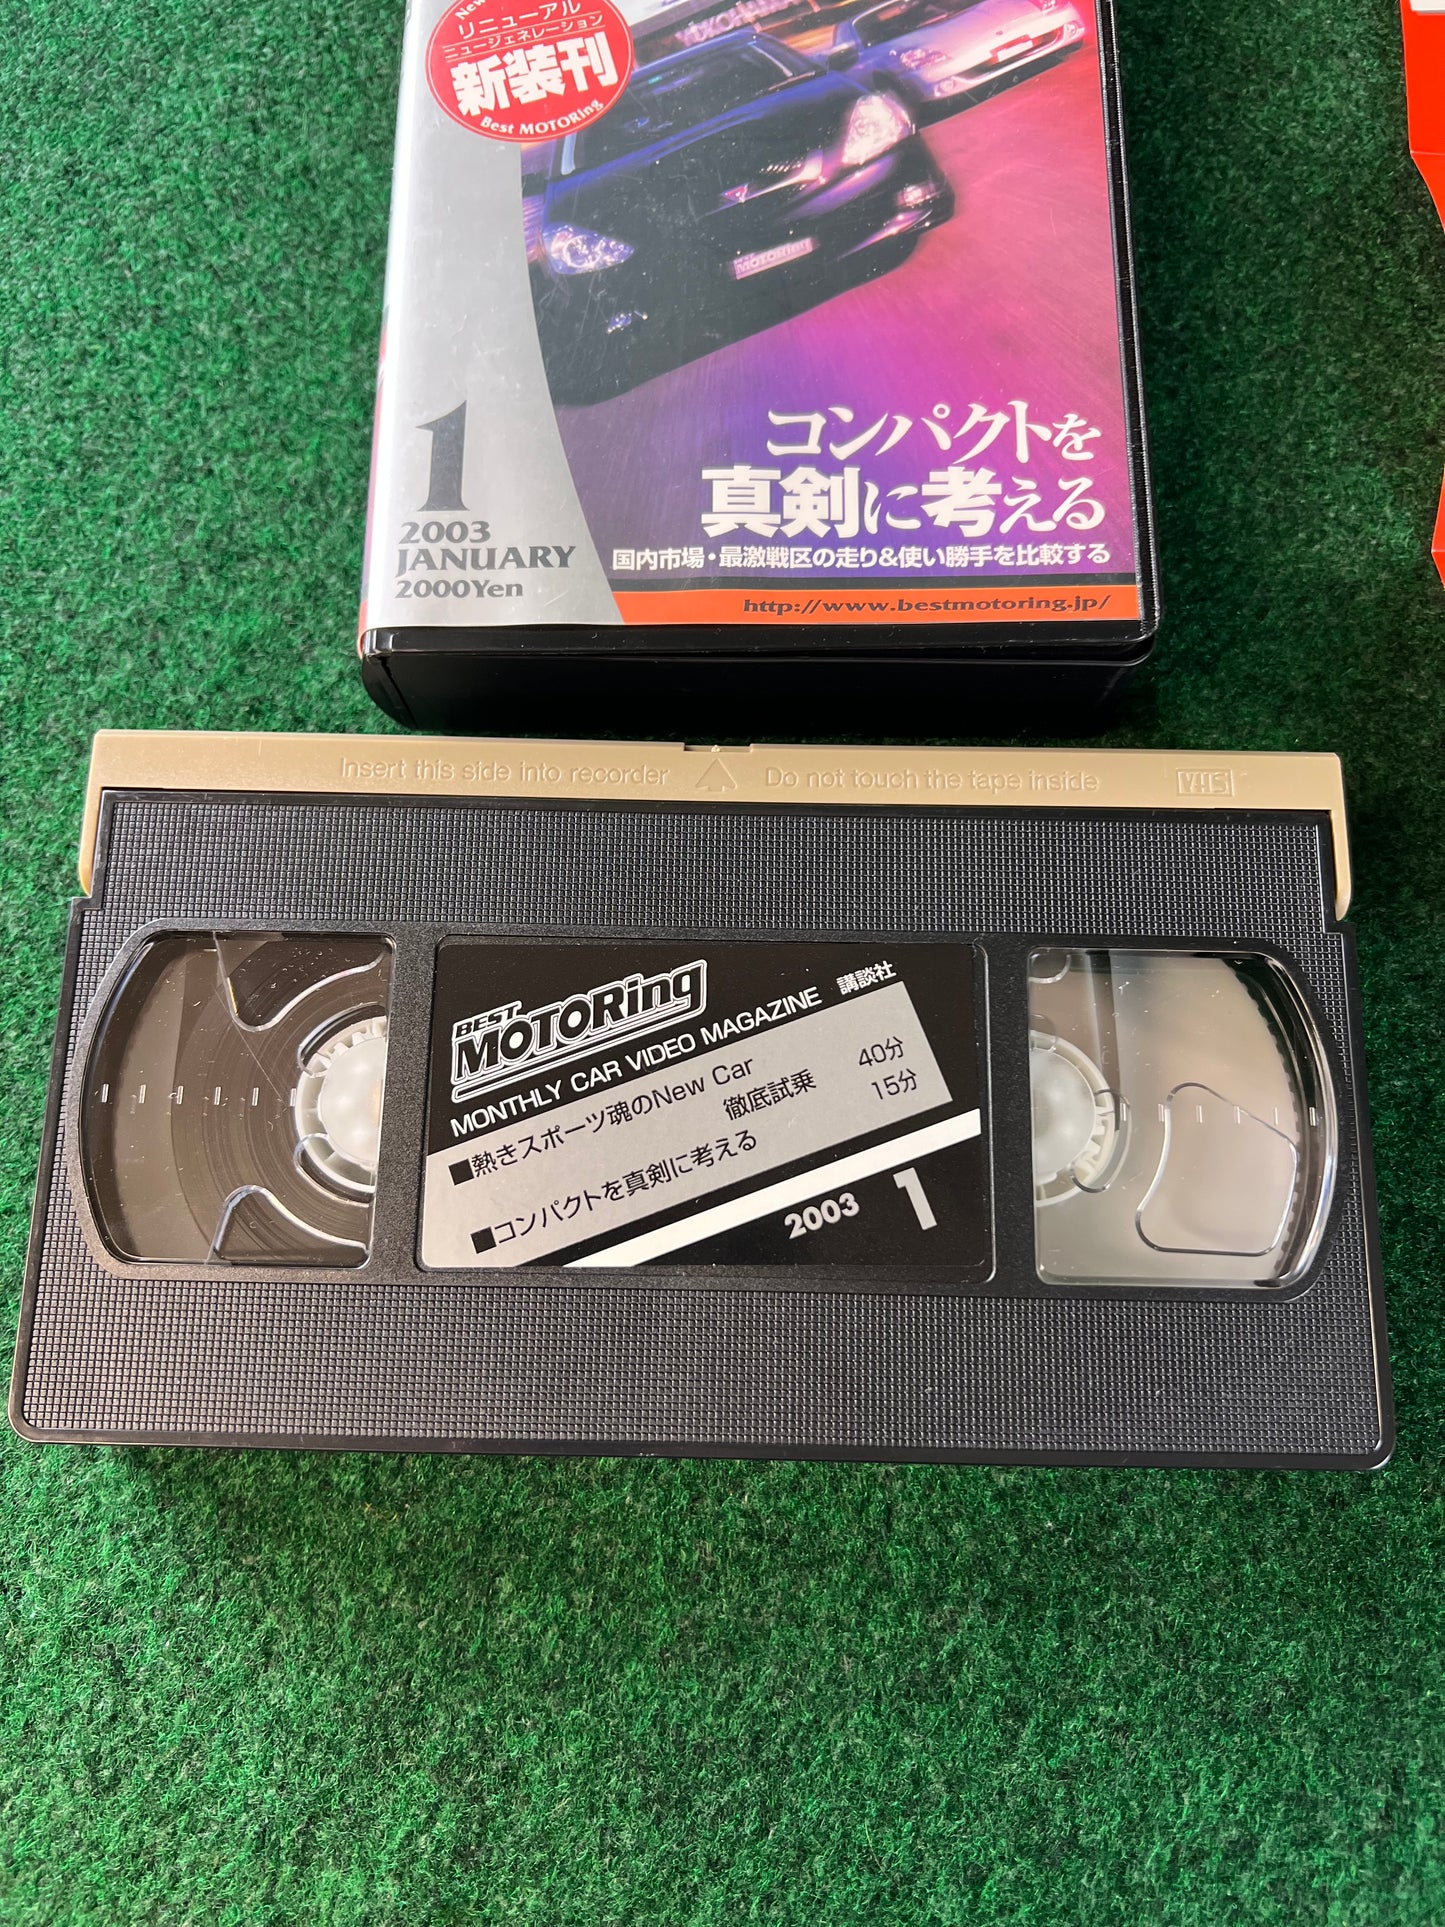 New
リニューアル
ニュージェネレーション
新装刊
Best MOTORing
YOKOHAMA
MOTORing
コンパクトを
真剣に考える
国内市場・最激戦区の走り&使い勝手を比較する
1
2003
JANUARY
2000Yen
http://www.bestmotoring.jp/
Insert this side into recorder Do not touch the tape inside VHS
BEST
MOTORing
MONTHLY CAR VIDEO MAGAZINE 講談社
■熱きスポーツ魂のNew Car
徹底試乗 40分
■コンパクトを真剣に考える 15分
2003 1